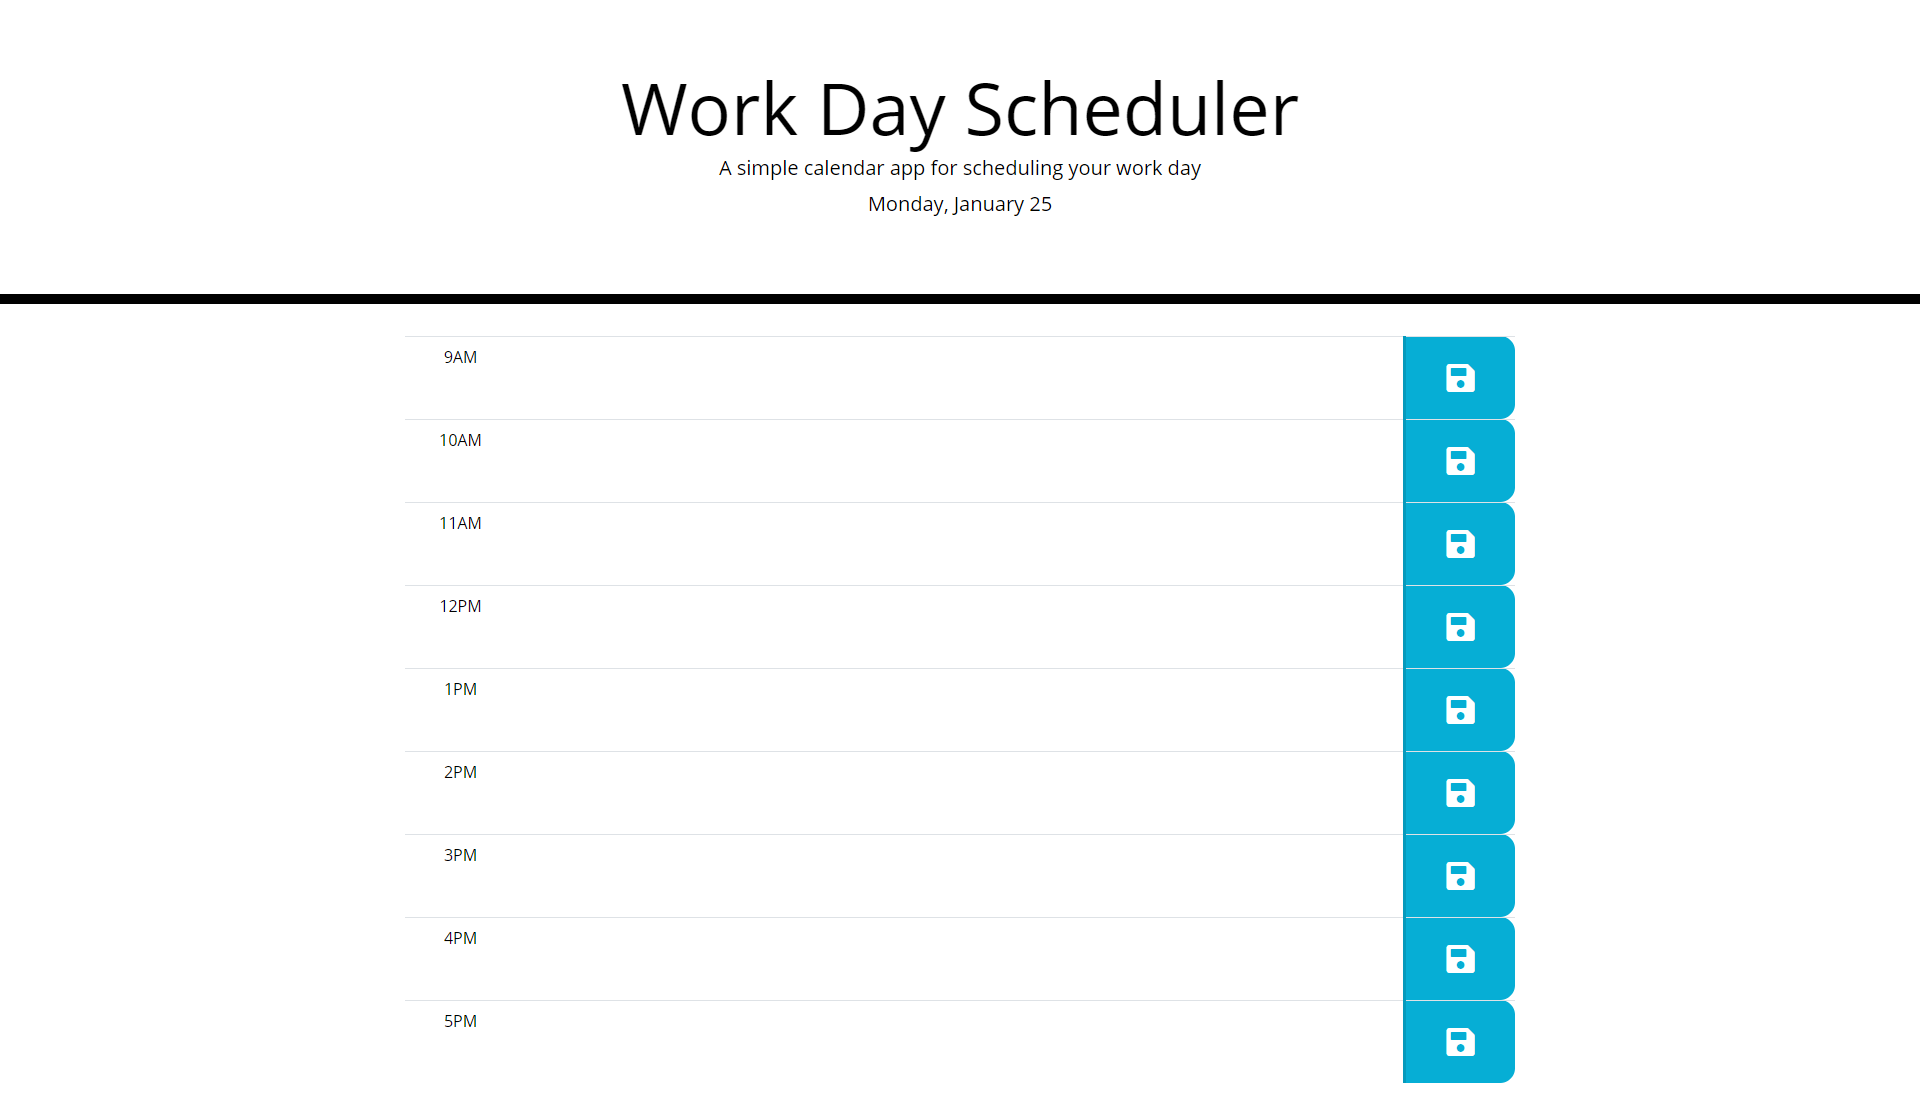 Work Day Scheduler
A simple calendar app for scheduling your work day
Monday, January 25
9AM
10AM
11AM
12PM
1PM
2PM
3PM
4PM
5PM